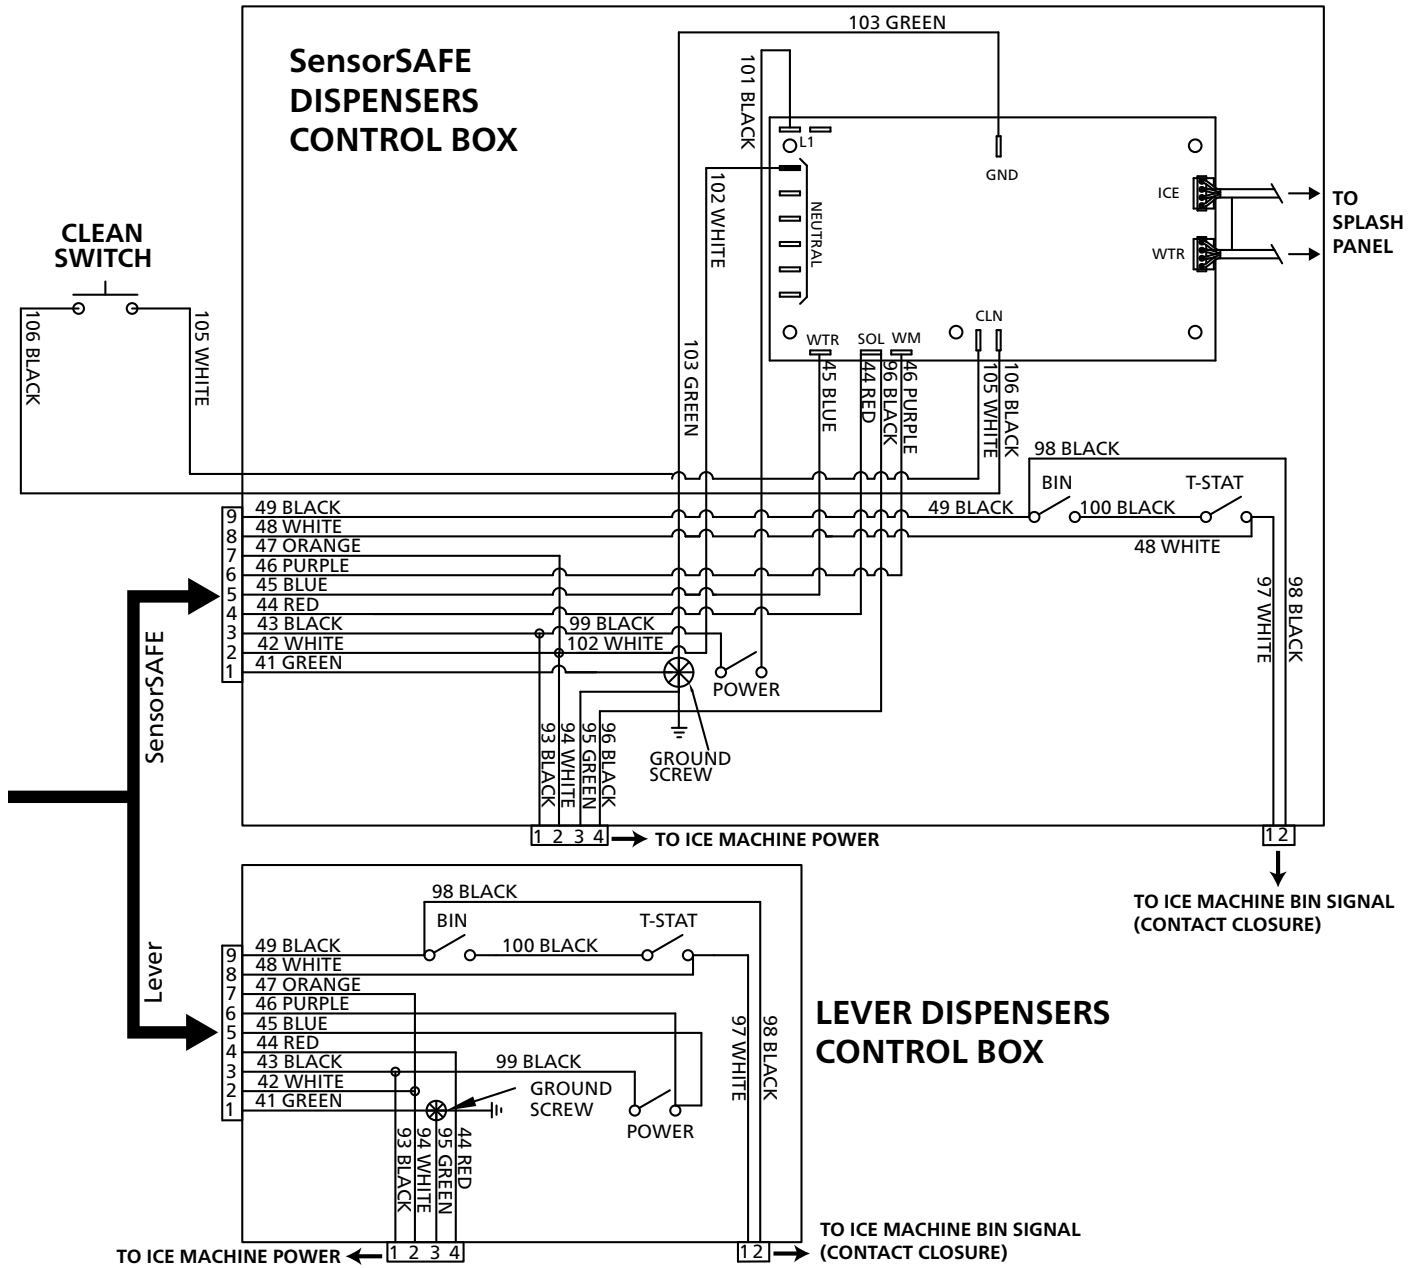 103 GREEN
SensorSAFE
DISPENSERS
CONTROL BOX
101 BLACK
L1
GND
102 WHITE
NEUTRAL
ICE
WTR
TO
SPLASH
PANEL
CLEAN
SWITCH
106 BLACK
105 WHITE
103 GREEN
WTR
SOL
WM
CLN
45 BLUE
44 RED
96 BLACK
46 PURPLE
105 WHITE
106 BLACK
98 BLACK
BIN
T-STAT
49 BLACK
100 BLACK
48 WHITE
97 WHITE
98 BLACK
9 49 BLACK
8 48 WHITE
7 47 ORANGE
6 46 PURPLE
5 45 BLUE
4 44 RED
3 43 BLACK
2 42 WHITE
1 41 GREEN
99 BLACK
102 WHITE
POWER
GROUND
SCREW
SensorSAFE
93 BLACK
94 WHITE
95 GREEN
96 BLACK
1 2 3 4
TO ICE MACHINE POWER
1 2
TO ICE MACHINE BIN SIGNAL
(CONTACT CLOSURE)
Lever
98 BLACK
BIN
T-STAT
100 BLACK
9 49 BLACK
8 48 WHITE
7 47 ORANGE
6 46 PURPLE
5 45 BLUE
4 44 RED
3 43 BLACK
2 42 WHITE
1 41 GREEN
99 BLACK
GROUND
SCREW
POWER
97 WHITE
98 BLACK
LEVER DISPENSERS
CONTROL BOX
93 BLACK
94 WHITE
95 GREEN
44 RED
TO ICE MACHINE POWER
1 2 3 4
1 2
TO ICE MACHINE BIN SIGNAL
(CONTACT CLOSURE)